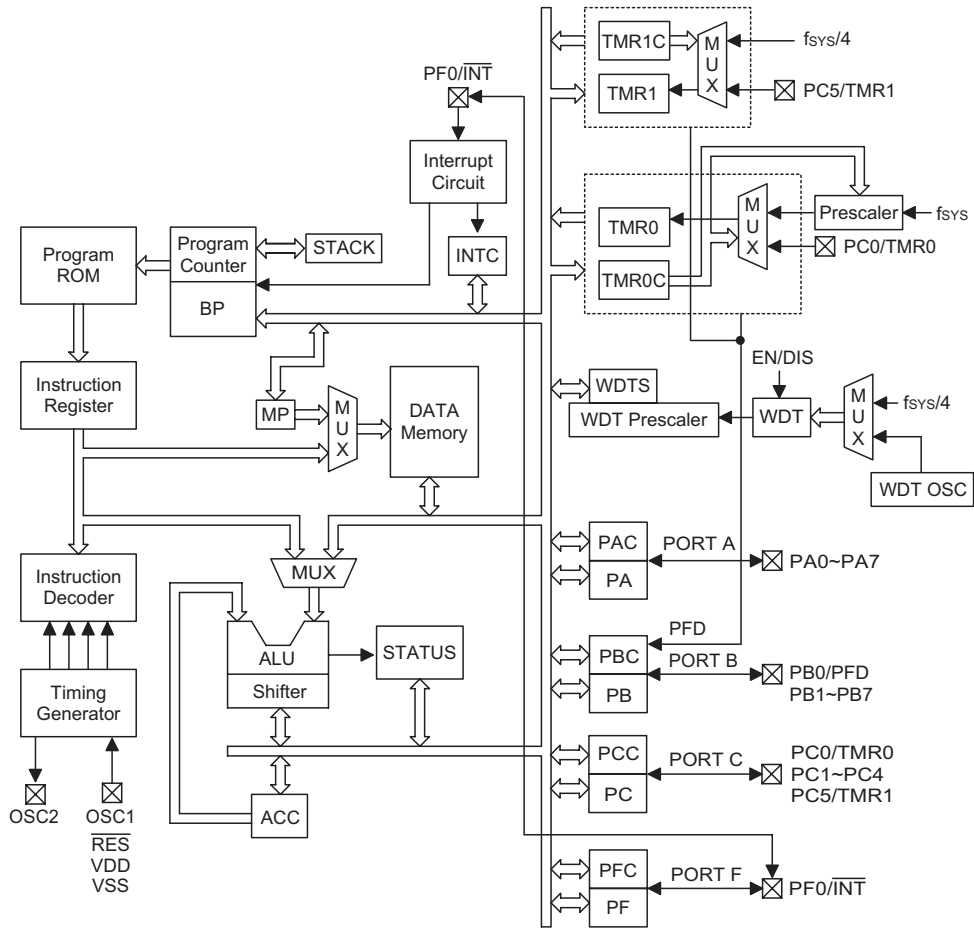 PF0/INT
Interrupt
Circuit
INTC
Program
ROM
Program
Counter
BP
STACK
Instruction
Register
MP
MUX
DATA
Memory
Instruction
Decoder
MUX
ALU
Shifter
STATUS
Timing
Generator
OSC2
OSC1
RES
VDD
VSS
ACC
TMR1C
TMR1
MUX
fSYS/4
PC5/TMR1
TMR0
TMR0C
MUX
Prescaler
fSYS
PC0/TMR0
WDTS
WDT Prescaler
EN/DIS
WDT
MUX
fSYS/4
WDT OSC
PAC
PA
PORT A
PA0~PA7
PFD
PBC
PB
PORT B
PB0/PFD
PB1~PB7
PCC
PC
PORT C
PC0/TMR0
PC1~PC4
PC5/TMR1
PFC
PF
PORT F
PF0/INT